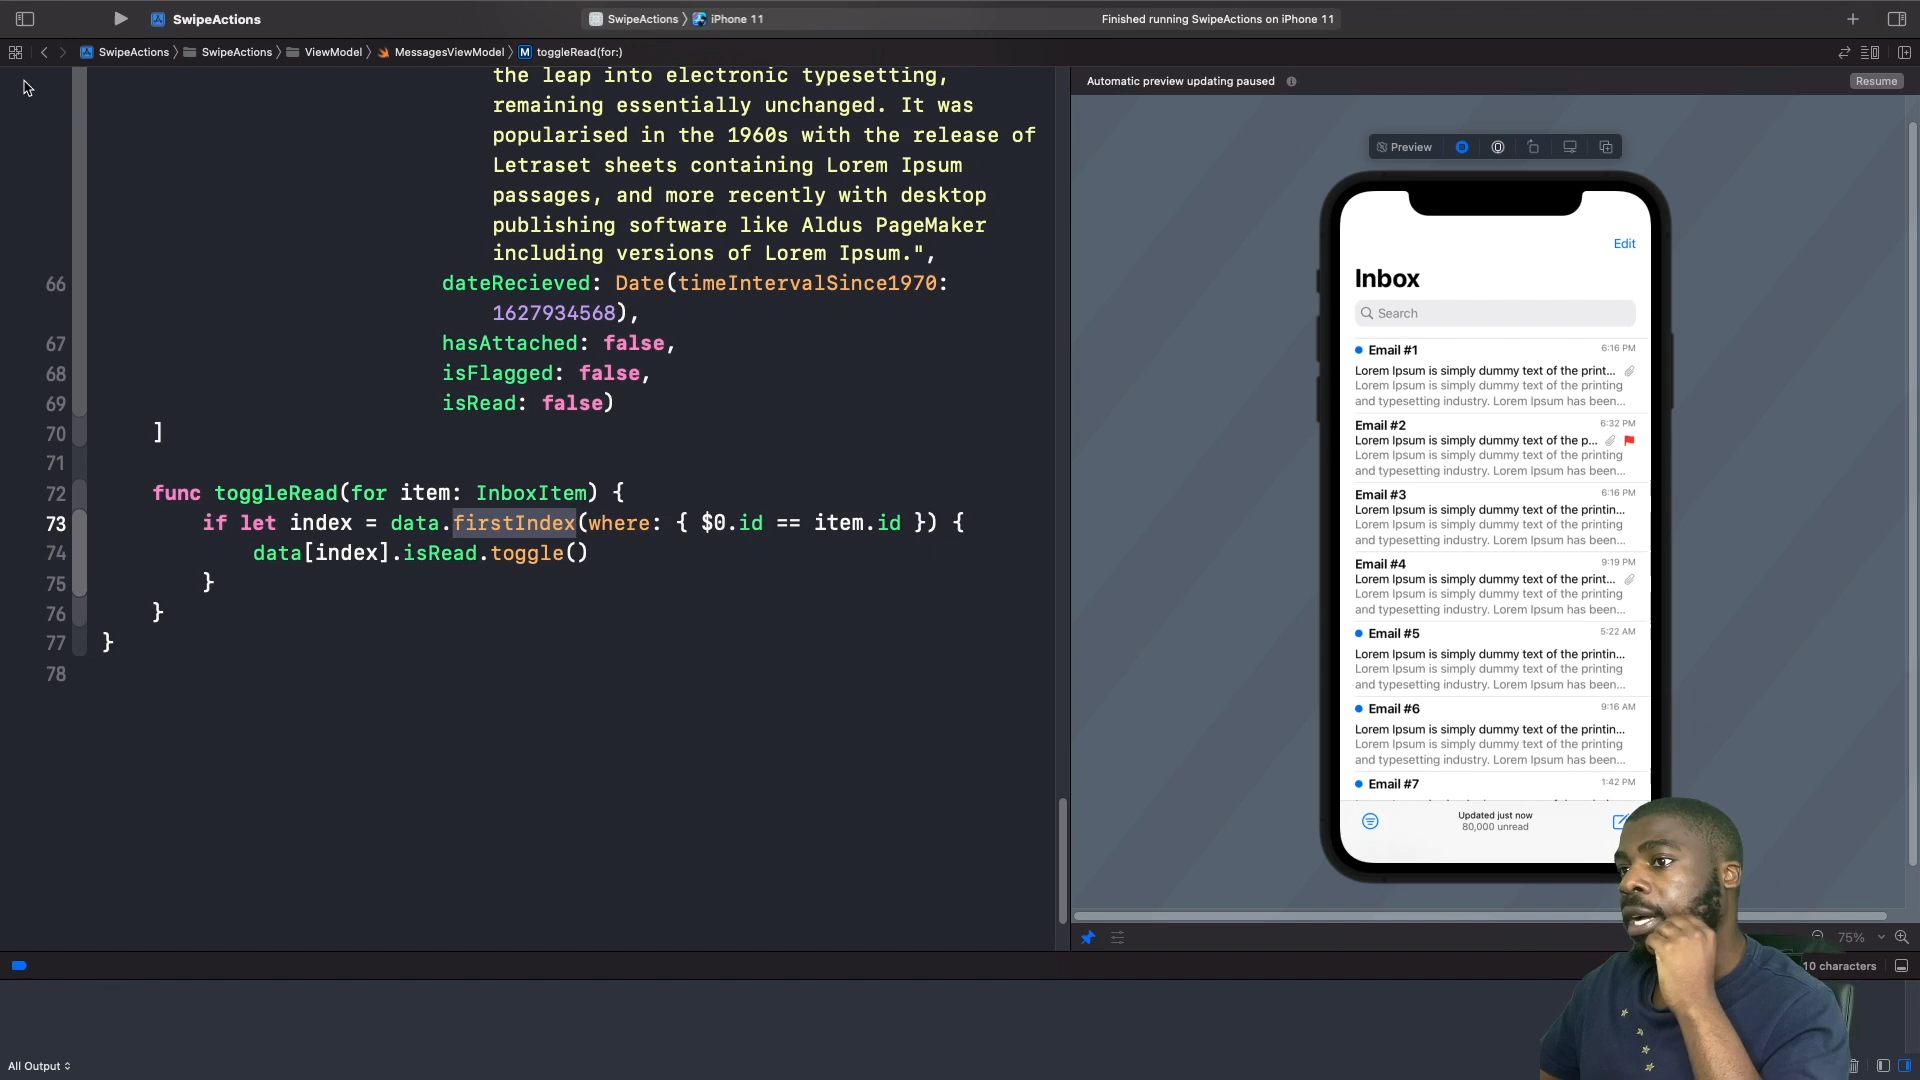 SwipeActions
SwipeActions
iPhone 11
Finished running SwipeActions on iPhone 11
SwipeActions
SwipeActions
ViewModel
MessagesViewModel
M
toggleRead(for:)
the leap into electronic typesetting,
remaining essentially unchanged. It was
popularised in the 1960s with the release of
Letraset sheets containing Lorem Ipsum
passages, and more recently with desktop
publishing software like Aldus PageMaker
including versions of Lorem Ipsum.",
66 dateRecieved: Date(timeIntervalSince1970:
1627934568),
67 hasAttached: false,
68 isFlagged: false,
69 isRead: false)
70 ]
71
72 func toggleRead(for item: InboxItem) {
73 if let index = data.firstIndex(where: { $0.id == item.id }) {
74 data[index].isRead.toggle()
75 }
76 }
77 }
78
Automatic preview updating paused
Resume
Preview
Edit
Inbox
Search
Email #1 6:16 PM
Lorem Ipsum is simply dummy text of the print...
Lorem Ipsum is simply dummy text of the printing
and typesetting industry. Lorem Ipsum has been...
Email #2 6:32 PM
Lorem Ipsum is simply dummy text of the p...
Lorem Ipsum is simply dummy text of the printing
and typesetting industry. Lorem Ipsum has been...
Email #3 6:16 PM
Lorem Ipsum is simply dummy text of the printin...
Lorem Ipsum is simply dummy text of the printing
and typesetting industry. Lorem Ipsum has been...
Email #4 9:19 PM
Lorem Ipsum is simply dummy text of the print...
Lorem Ipsum is simply dummy text of the printing
and typesetting industry. Lorem Ipsum has been...
Email #5 5:22 AM
Lorem Ipsum is simply dummy text of the printin...
Lorem Ipsum is simply dummy text of the printing
and typesetting industry. Lorem Ipsum has been...
Email #6 9:16 AM
Lorem Ipsum is simply dummy text of the printin...
Lorem Ipsum is simply dummy text of the printing
and typesetting industry. Lorem Ipsum has been...
Email #7 1:42 PM
Updated just now
80,000 unread
75%
10 characters
All Output